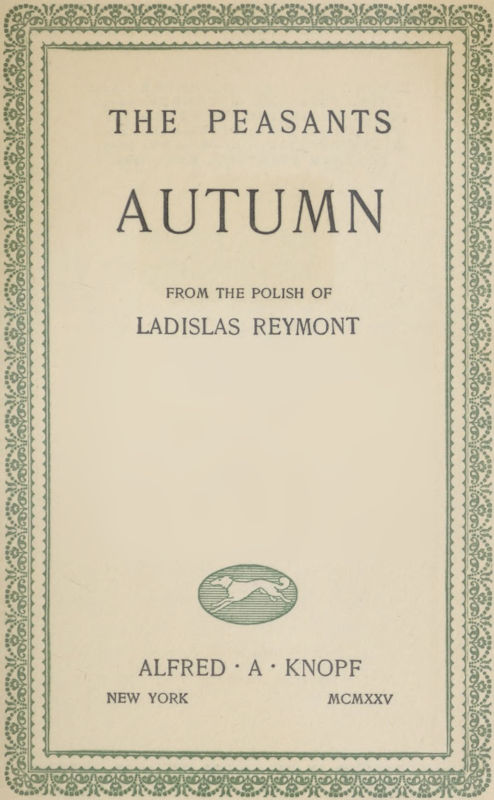 THE PEASANTS
AUTUMN
FROM THE POLISH OF
LADISLAS REYMONT
ALFRED · A · KNOPF
NEW YORK MCMXXV